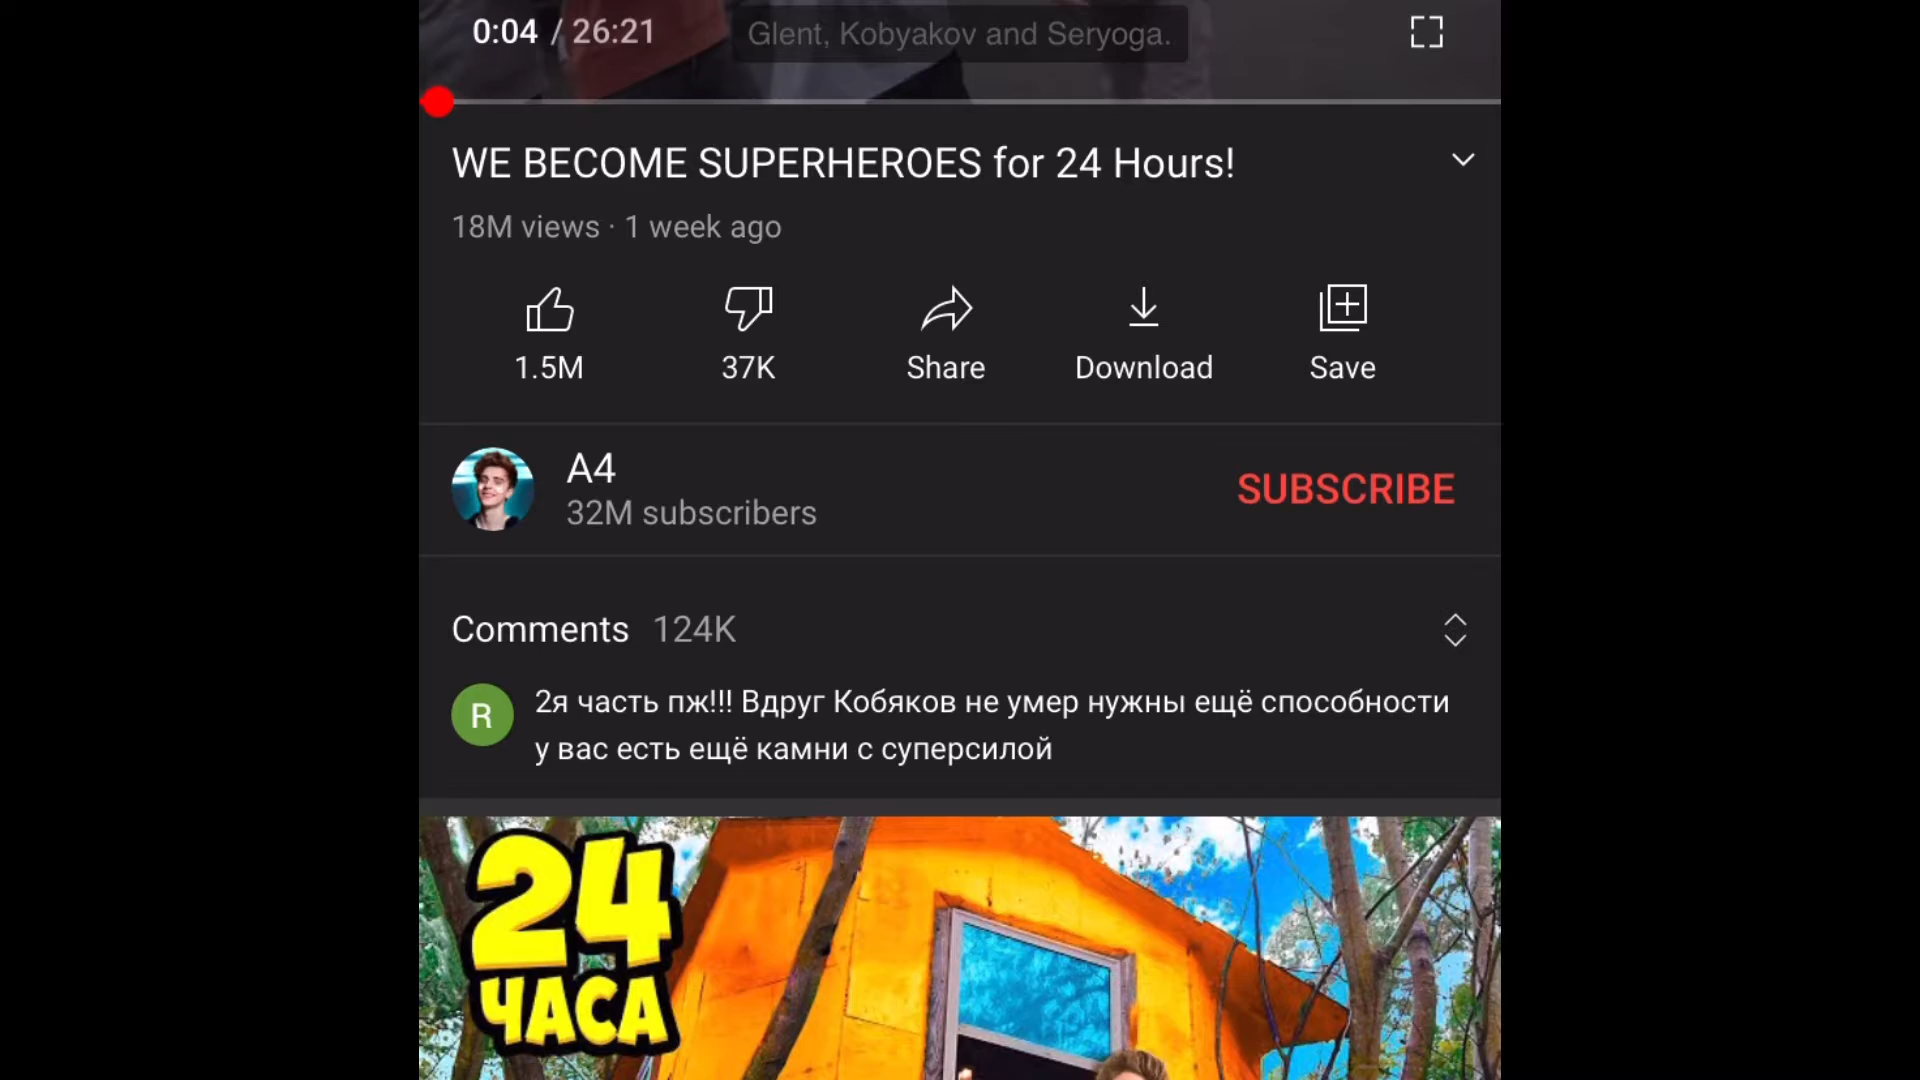 0:04 / 26:21
Glent, Kobyakov and Seryoga.
WE BECOME SUPERHEROES for 24 Hours!
18M views · 1 week ago
1.5M 37K Share Download Save
A4
32M subscribers
SUBSCRIBE
Comments 124K
R
2я часть пж!!! Вдруг Кобяков не умер нужны ещё способности
у вас есть ещё камни с суперсилой
24
ЧАСА